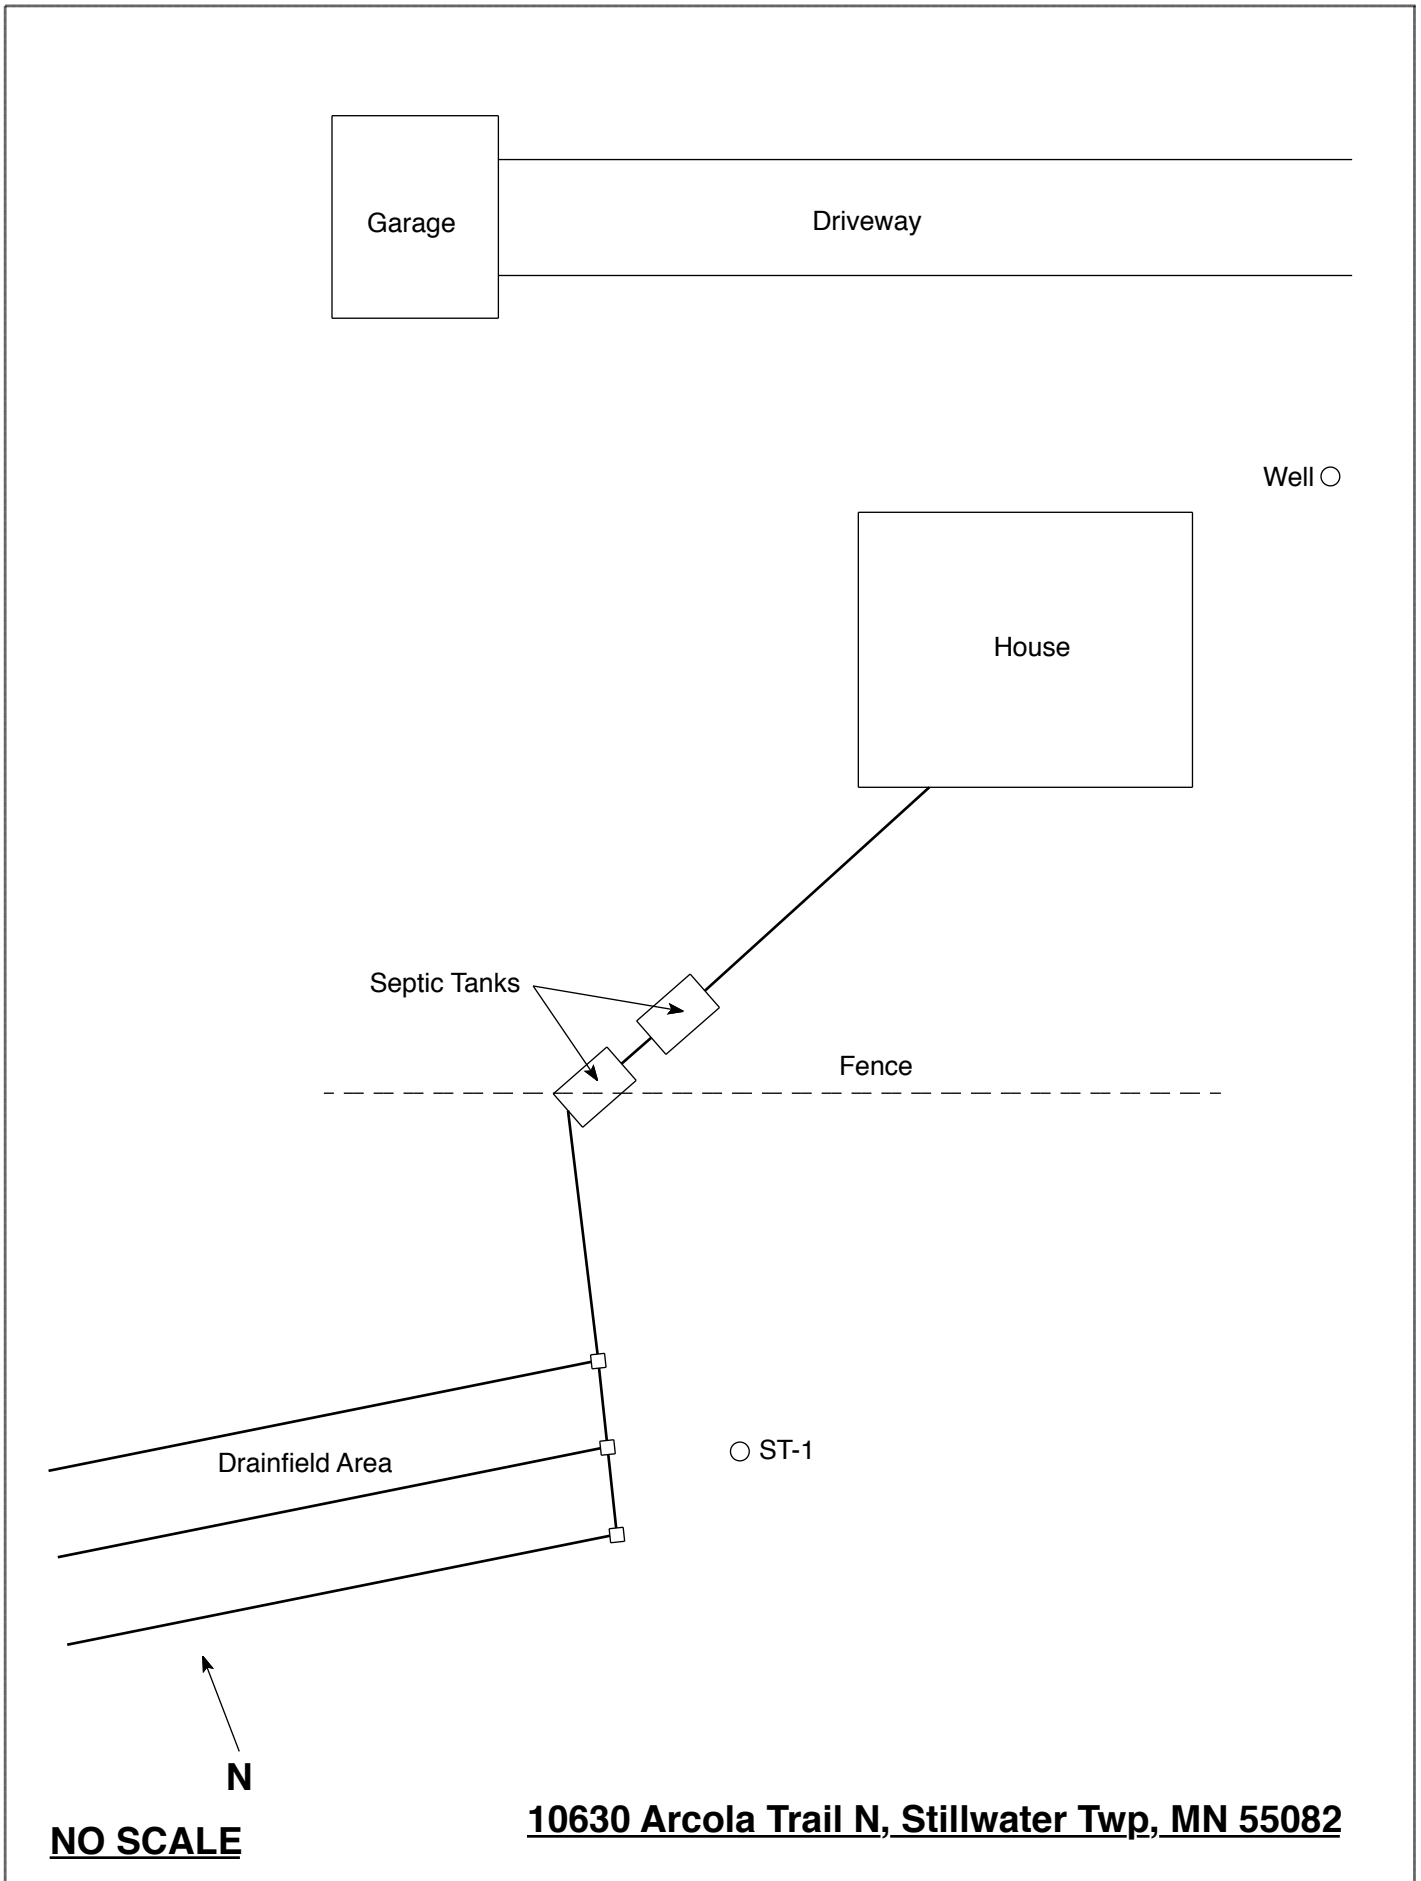 Garage
Driveway
Well
House
Septic Tanks
Fence
Drainfield Area
ST-1
N
NO SCALE
10630 Arcola Trail N, Stillwater Twp, MN 55082